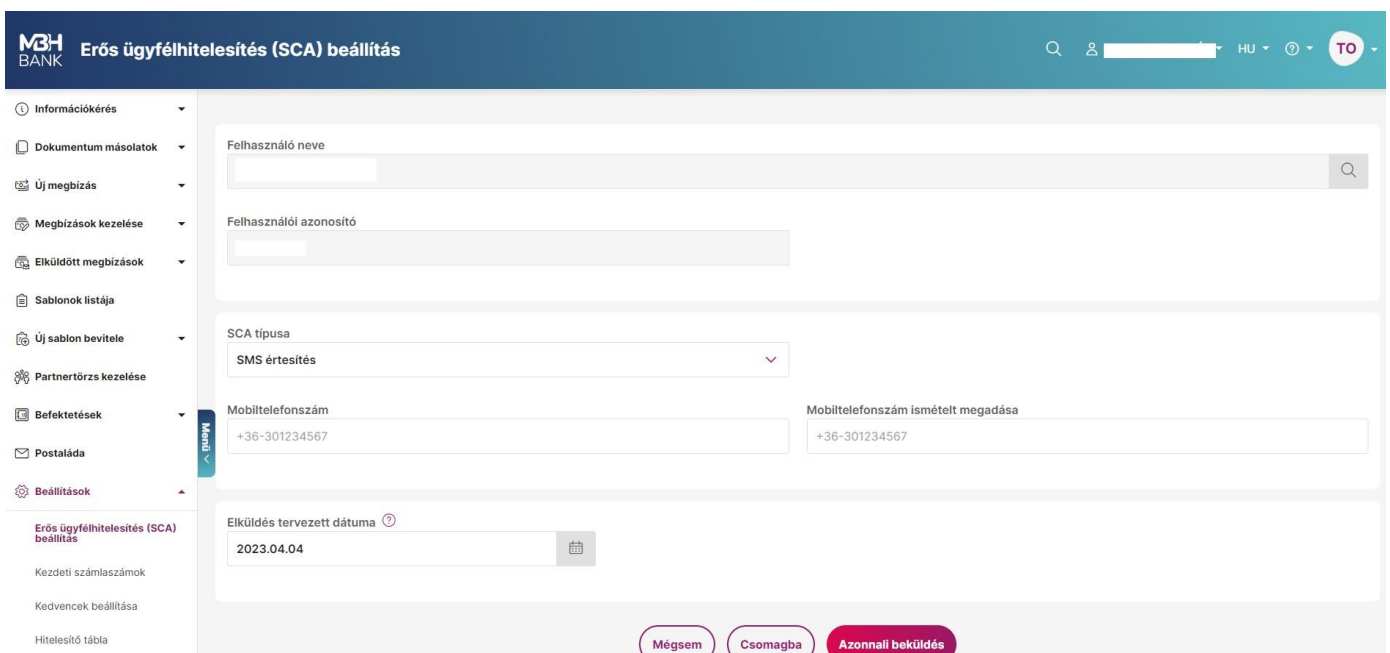 MBH
BANK
Erős ügyfélhitelesítés (SCA) beállítás
HU
TO
Információkérés
Dokumentum másolatok
Új megbízás
Megbízások kezelése
Elküldött megbízások
Sablonok listája
Új sablon bevitele
Partnertörzs kezelése
Befektetések
Postaláda
Beállítások
Erős ügyfélhitelesítés (SCA)
beállítás
Kezdeti számlaszámok
Kedvencek beállítása
Hitelesítő tábla
Menü <
Felhasználó neve
Felhasználói azonosító
SCA típusa
SMS értesítés
Mobiltelefonszám
Mobiltelefonszám ismételt megadása
+36-301234567
+36-301234567
Elküldés tervezett dátuma ?
2023.04.04
Mégsem
Csomagba
Azonnali beküldés